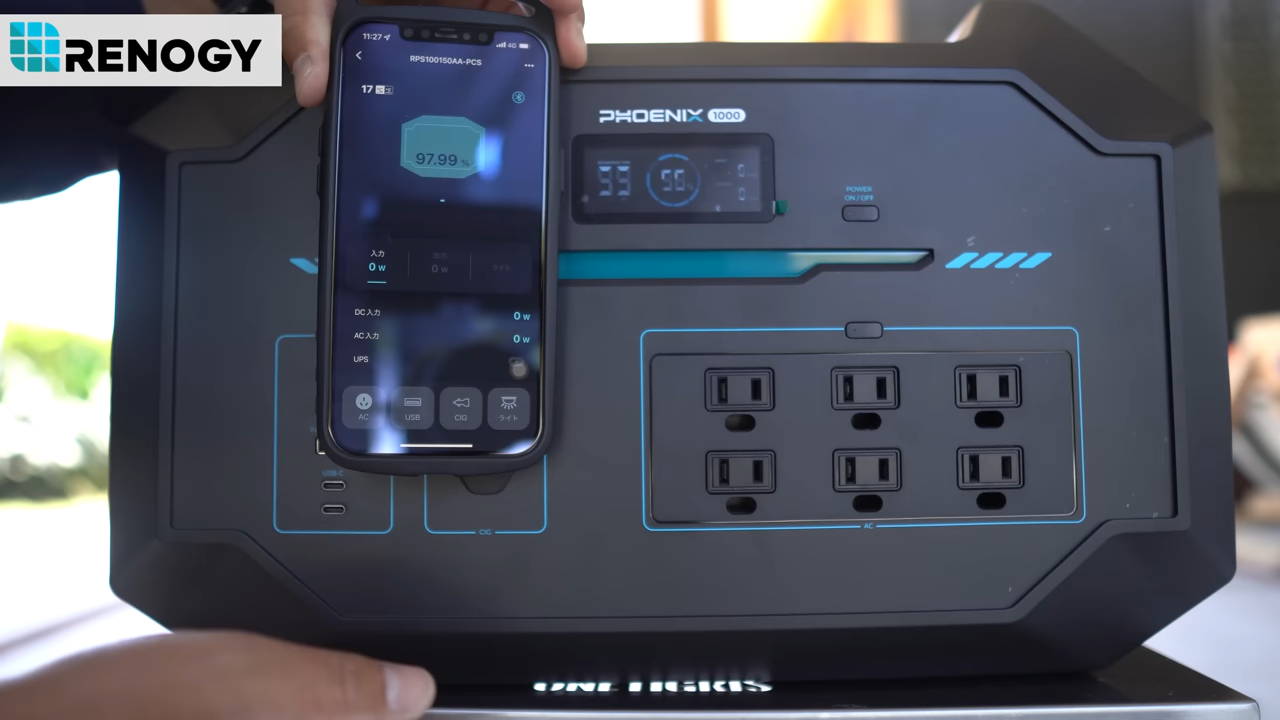 RENOGY
11:27
4G
RPS100150AA-PCS
17 ℃
97.99 %
入力
0 W
出力
0 W
ライト
DC入力
0 W
AC入力
0 W
UPS
AC
USB
CIG
ライト
PHOENIX 1000
POWER
ON / OFF
USB-C
CIG
AC
ONETIGRIS